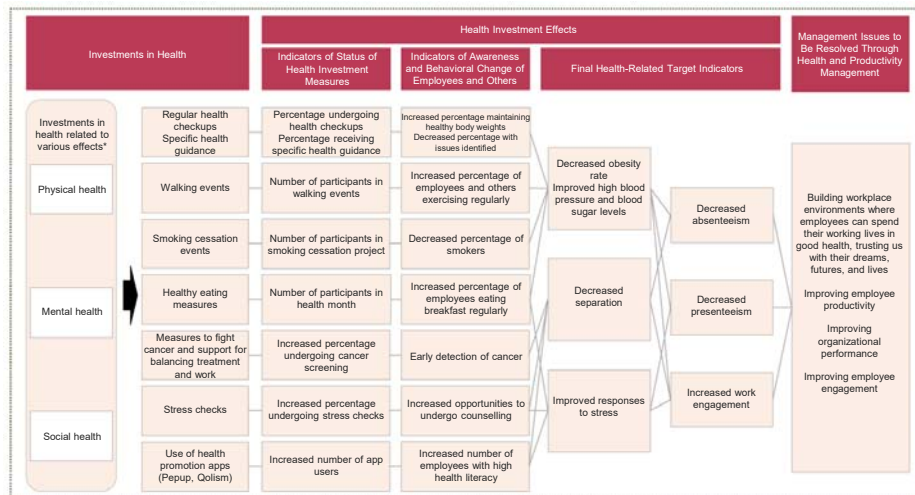 Investments in Health
Health Investment Effects
Management Issues to
Be Resolved Through
Health and Productivity
Management
Indicators of Status of
Health Investment
Measures
Indicators of Awareness
and Behavioral Change of
Employees and Others
Final Health-Related Target Indicators
Investments in
health related to
various effects*
Physical health
Mental health
Social health
Regular health
checkups
Specific health
guidance
Percentage undergoing
health checkups
Percentage receiving
specific health guidance
Increased percentage maintaining
healthy body weights
Decreased percentage with
issues identified
Walking events
Number of participants in
walking events
Increased percentage of
employees and others
exercising regularly
Smoking cessation
events
Number of participants in
smoking cessation project
Decreased percentage of
smokers
Healthy eating
measures
Number of participants in
health month
Increased percentage of
employees eating
breakfast regularly
Measures to fight
cancer and support for
balancing treatment
and work
Increased percentage
undergoing cancer
screening
Early detection of cancer
Stress checks
Increased percentage
undergoing stress checks
Increased opportunities to
undergo counselling
Use of health
promotion apps
(Pepup, Qolism)
Increased number of app
users
Increased number of
employees with high
health literacy
Decreased obesity
rate
Improved high blood
pressure and blood
sugar levels
Decreased
separation
Improved responses
to stress
Decreased
absenteeism
Decreased
presenteeism
Increased work
engagement
Building workplace
environments where
employees can spend
their working lives in
good health, trusting us
with their dreams,
futures, and lives
Improving employee
productivity
Improving
organizational
performance
Improving employee
engagement